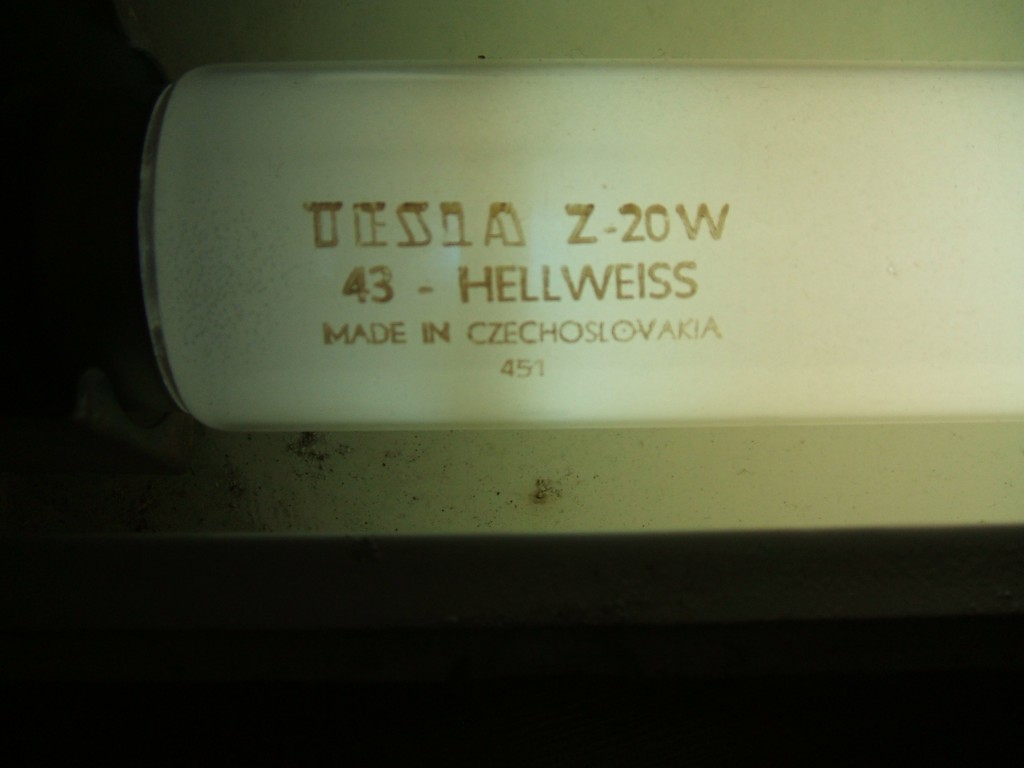 TESLA Z-20W
43 - HELLWEISS
MADE IN CZECHOSLOVAKIA
451